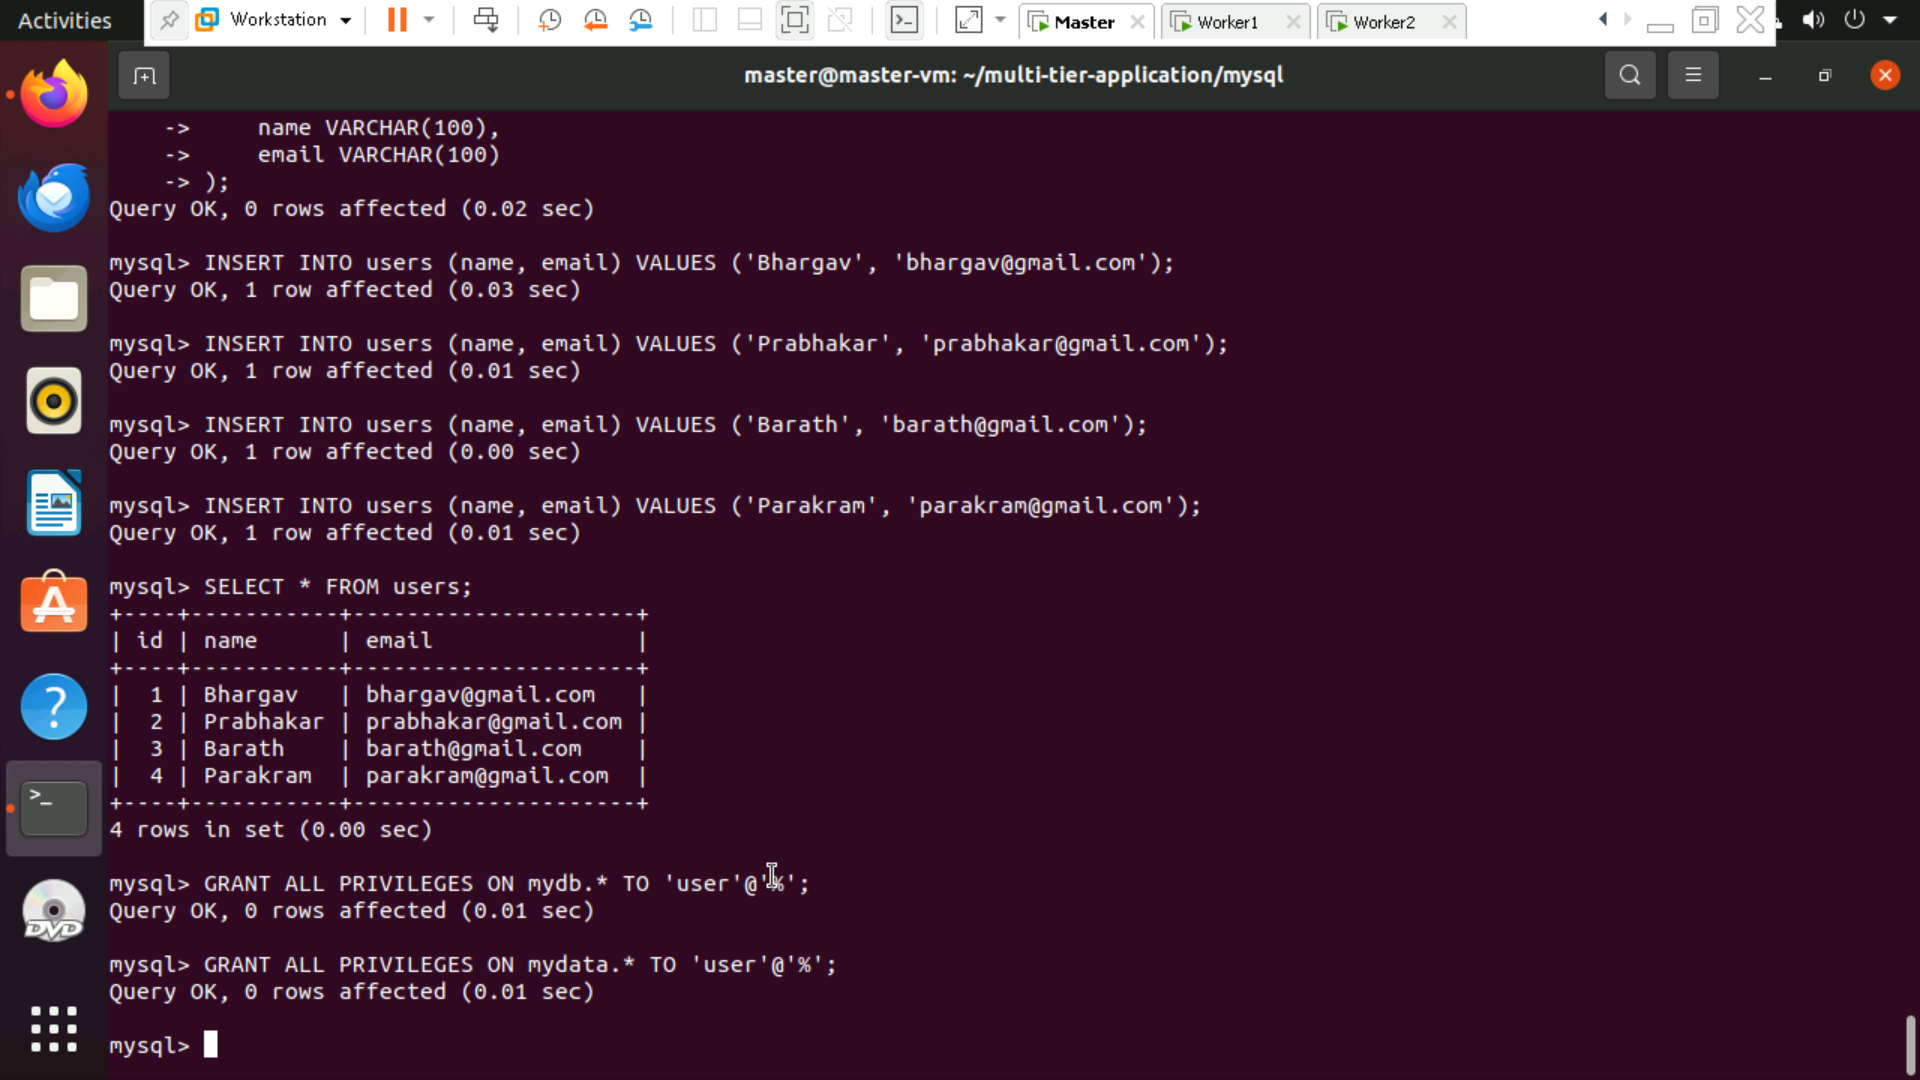 Activities
Workstation
Master
Worker1
Worker2
master@master-vm: ~/multi-tier-application/mysql
    ->     name VARCHAR(100),
    ->     email VARCHAR(100)
    -> );
Query OK, 0 rows affected (0.02 sec)
mysql> INSERT INTO users (name, email) VALUES ('Bhargav', 'bhargav@gmail.com');
Query OK, 1 row affected (0.03 sec)
mysql> INSERT INTO users (name, email) VALUES ('Prabhakar', 'prabhakar@gmail.com');
Query OK, 1 row affected (0.01 sec)
mysql> INSERT INTO users (name, email) VALUES ('Barath', 'barath@gmail.com');
Query OK, 1 row affected (0.00 sec)
mysql> INSERT INTO users (name, email) VALUES ('Parakram', 'parakram@gmail.com');
Query OK, 1 row affected (0.01 sec)
mysql> SELECT * FROM users;
+----+-----------+---------------------+
| id | name      | email               |
+----+-----------+---------------------+
|  1 | Bhargav   | bhargav@gmail.com   |
|  2 | Prabhakar | prabhakar@gmail.com |
|  3 | Barath    | barath@gmail.com    |
|  4 | Parakram  | parakram@gmail.com  |
+----+-----------+---------------------+
4 rows in set (0.00 sec)
mysql> GRANT ALL PRIVILEGES ON mydb.* TO 'user'@'%';
Query OK, 0 rows affected (0.01 sec)
mysql> GRANT ALL PRIVILEGES ON mydata.* TO 'user'@'%';
Query OK, 0 rows affected (0.01 sec)
mysql>
DVD